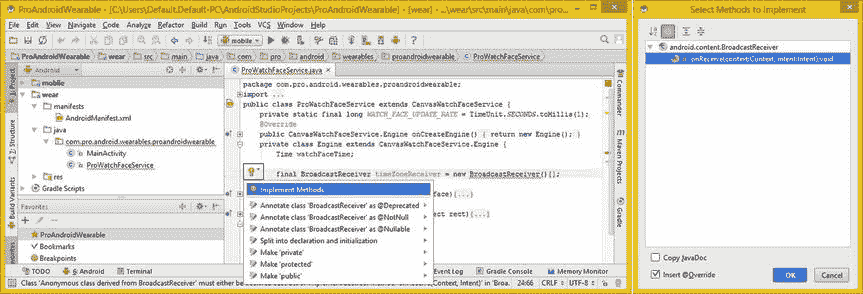 ProAndroidWearable - [C:\Users\Default.Default-PC\AndroidStudioProjects\ProAndroidWearable] - [wear] - ...\wear\src\main\java\com\pro...
File Edit View Navigate Code Analyze Refactor Build Run Tools VCS Window Help
mobile
ProAndroidWearable wear src main java com pro android wearables proandroidwearable ProWatchFaceService
Android
ProWatchFaceService.java
1: Project
2: Structure
Build Variants
Favorites
mobile
wear
manifests
AndroidManifest.xml
java
com.pro.android.wearables.proandroidwearable
MainActivity
ProWatchFaceService
res
Gradle Scripts
Favorites
ProAndroidWearable
Bookmarks
Breakpoints
package com.pro.android.wearables.proandroidwearable;
import ...
public class ProWatchFaceService extends CanvasWatchFaceService {
private static final long WATCH_FACE_UPDATE_RATE = TimeUnit.SECONDS.toMillis(1);
@Override
public CanvasWatchFaceService.Engine onCreateEngine() { return new Engine(); }
private class Engine extends CanvasWatchFaceService.Engine {
Time watchFaceTime;
final BroadcastReceiver timeZoneReceiver = new BroadcastReceiver(){};
Implement Methods
face){...}
Annotate class 'BroadcastReceiver' as @Deprecated
Annotate class 'BroadcastReceiver' as @NotNull
ect rect){...}
Annotate class 'BroadcastReceiver' as @Nullable
Split into declaration and initialization
Make 'private'
Make 'protected'
Make 'public'
Commander
Maven Projects
Gradle
TODO 6: Android Terminal
Event Log Gradle Console Memory Monitor
Class 'Anonymous class derived from BroadcastReceiver' must either be
Context, Intent)' in 'Broa... 24:66 CRLF UTF-8
Select Methods to Implement
android.content.BroadcastReceiver
onReceive(context:Context, intent:Intent):void
Copy JavaDoc
Insert @Override
OK Cancel